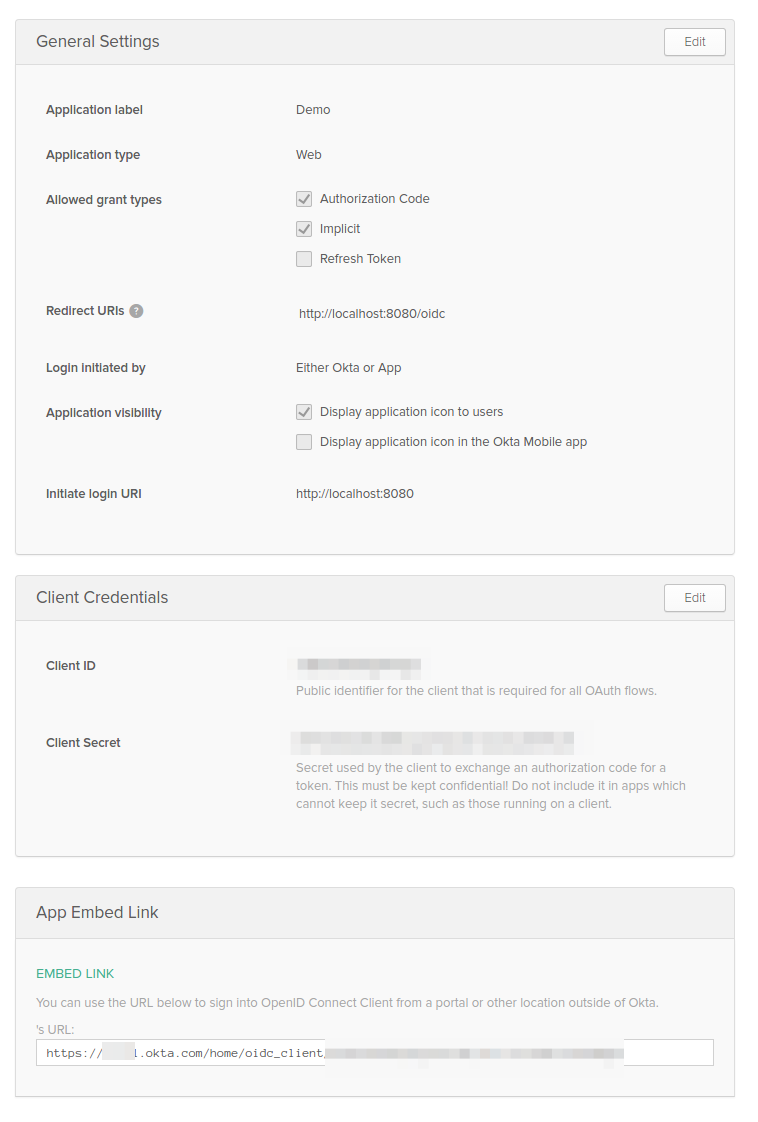 General Settings
Edit
Application label Demo
Application type Web
Allowed grant types Authorization Code
Implicit
Refresh Token
Redirect URIs ? http://localhost:8080/oidc
Login initiated by Either Okta or App
Application visibility Display application icon to users
Display application icon in the Okta Mobile app
Initiate login URI http://localhost:8080
Client Credentials
Edit
Client ID
Public identifier for the client that is required for all OAuth flows.
Client Secret
Secret used by the client to exchange an authorization code for a
token. This must be kept confidential! Do not include it in apps which
cannot keep it secret, such as those running on a client.
App Embed Link
EMBED LINK
You can use the URL below to sign into OpenID Connect Client from a portal or other location outside of Okta.
's URL:
https:// .okta.com/home/oidc_client/